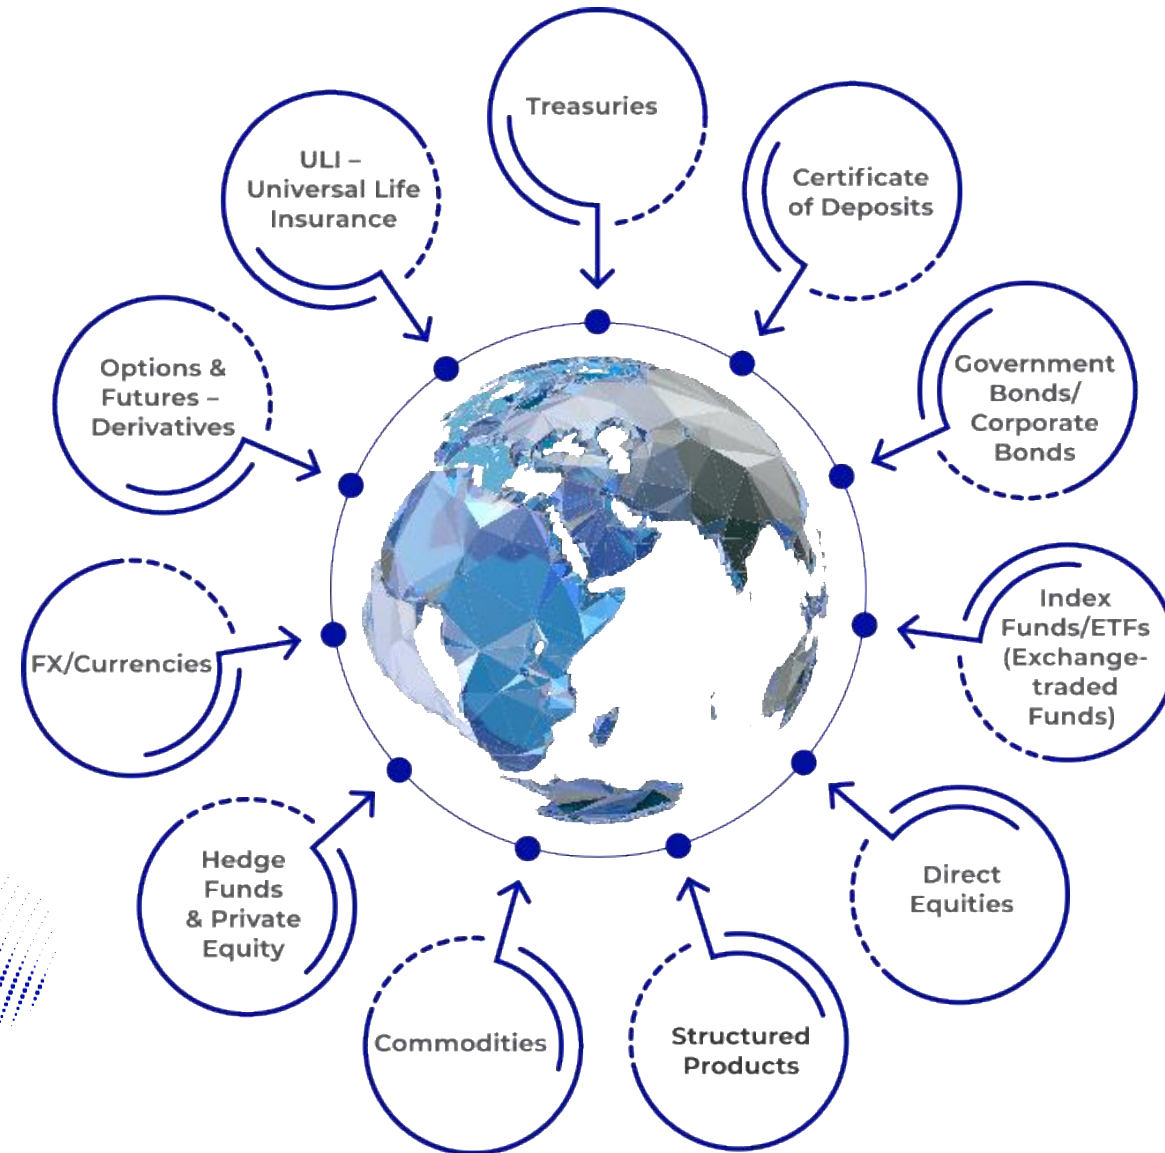 Treasuries
Certificate
of Deposits
Government
Bonds/
Corporate
Bonds
Index
Funds/ETFs
(Exchange-
traded
Funds)
Direct
Equities
Structured
Products
Commodities
Hedge
Funds
& Private
Equity
FX/Currencies
Options &
Futures –
Derivatives
ULI –
Universal Life
Insurance